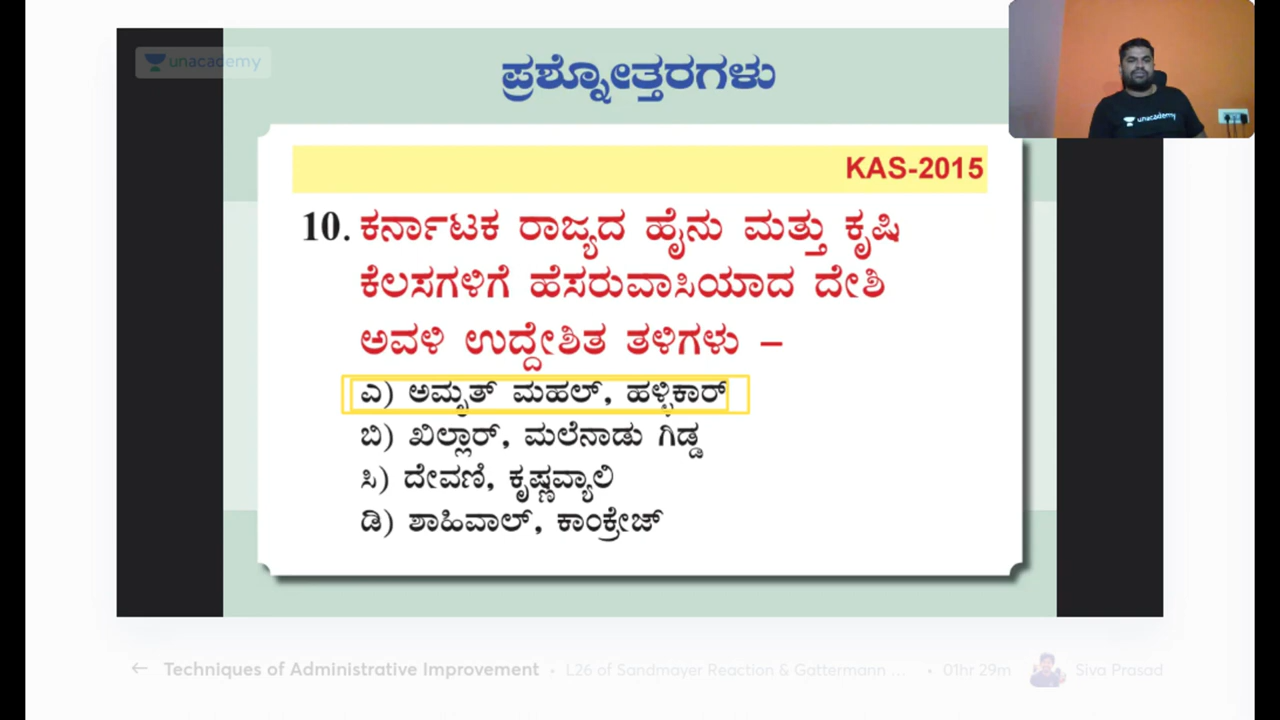 unacademy
ಪ್ರಶ್ನೋತ್ತರಗಳು
unacademy
KAS-2015
10. ಕರ್ನಾಟಕ ರಾಜ್ಯದ ಹೈನು ಮತ್ತು ಕೃಷಿ
ಕೆಲಸಗಳಿಗೆ ಹೆಸರುವಾಸಿಯಾದ ದೇಶಿ
ಅವಳಿ ಉದ್ದೇಶಿತ ತಳಿಗಳು –
ಎ) ಅಮೃತ್ ಮಹಲ್, ಹಳ್ಳಿಕಾರ್
ಬಿ) ಖಿಲ್ಲಾರ್, ಮಲೆನಾಡು ಗಿಡ್ಡ
ಸಿ) ದೇವಣಿ, ಕೃಷ್ಣವ್ಯಾಲಿ
ಡಿ) ಶಾಹಿವಾಲ್, ಕಾಂಕ್ರೇಜ್
← Techniques of Administrative Improvement • L26 of Sandmayer Reaction & Gattermann ... • 01hr 29m Siva Prasad